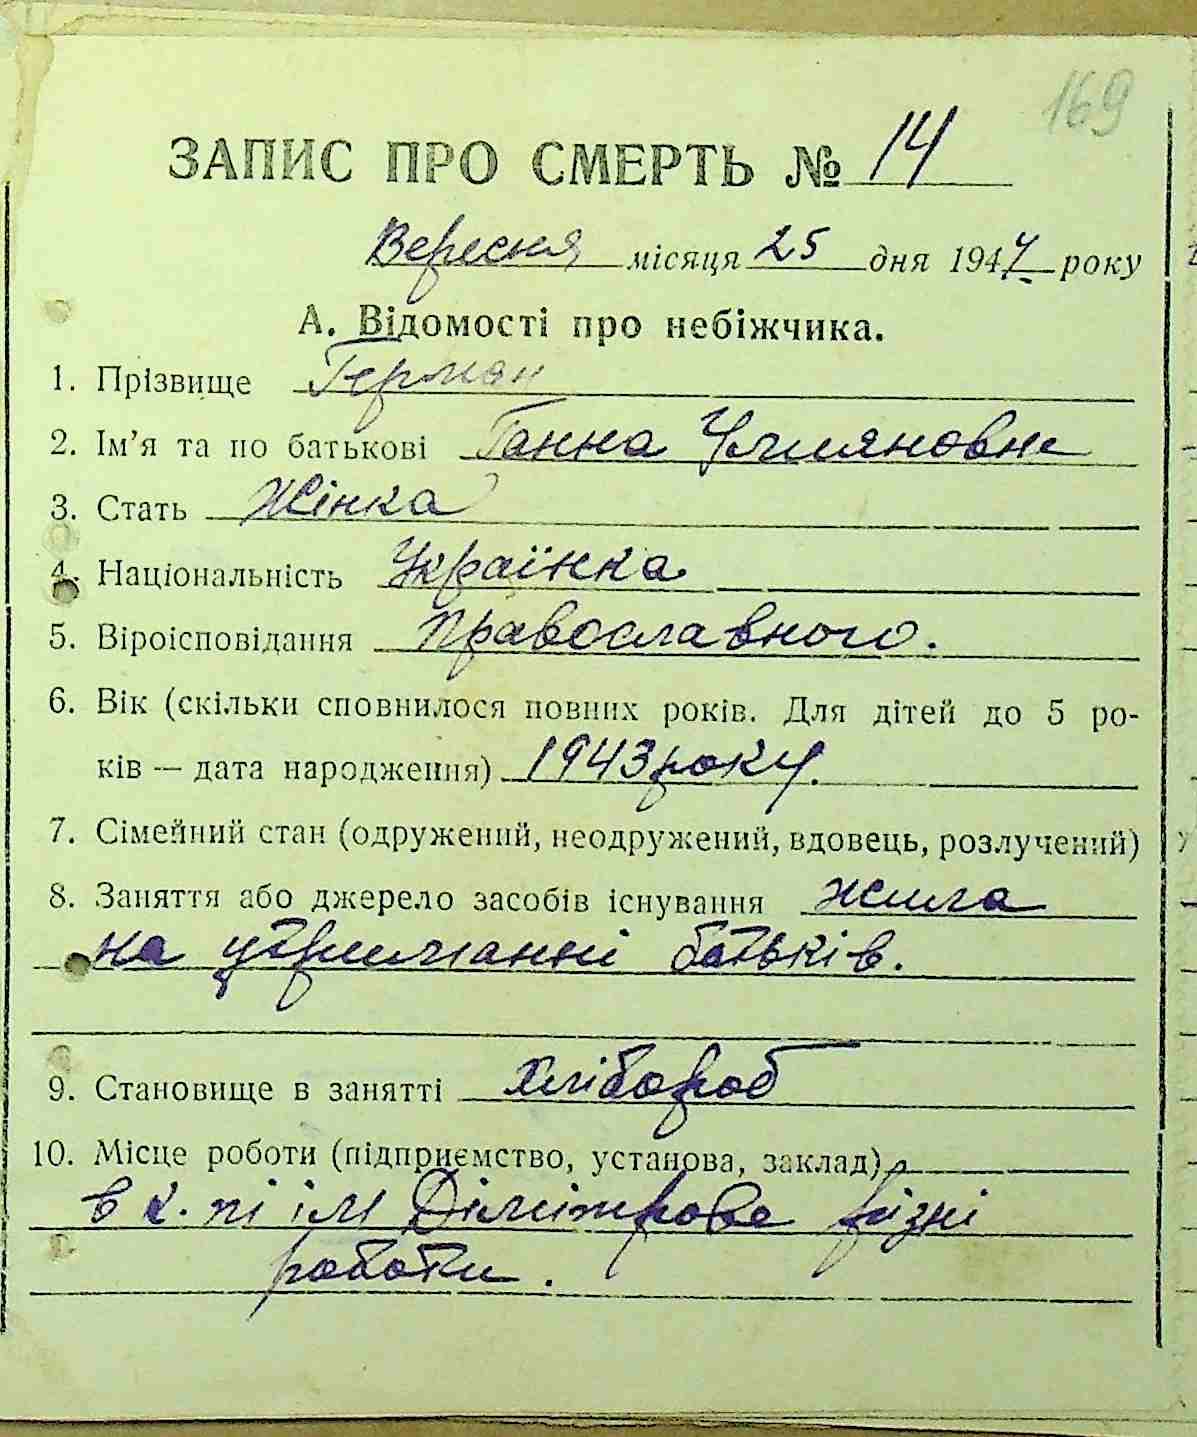 169
ЗАПИС ПРО СМЕРТЬ № 14
Вересня місяця 25 дня 194 року
А. Відомості про небіжчика.
1. Прізвище Герман
2. Ім'я та по батькові Ганна
3. Стать Жінка
4. Національність Українка
5. Віроісповідання православного.
6. Вік (скільки сповнилося повних років. Для дітей до 5 ро-
ків — дата народження) 1943 року.
7. Сімейний стан (одружений, неодружений, вдовець, розлучений)
8. Заняття або джерело засобів існування жила
на утриманні батьків.
9. Становище в занятті хлібороб
10. Місце роботи (підприємство, установа, заклад)
в к. пі ім Дімітрова різні
роботи.